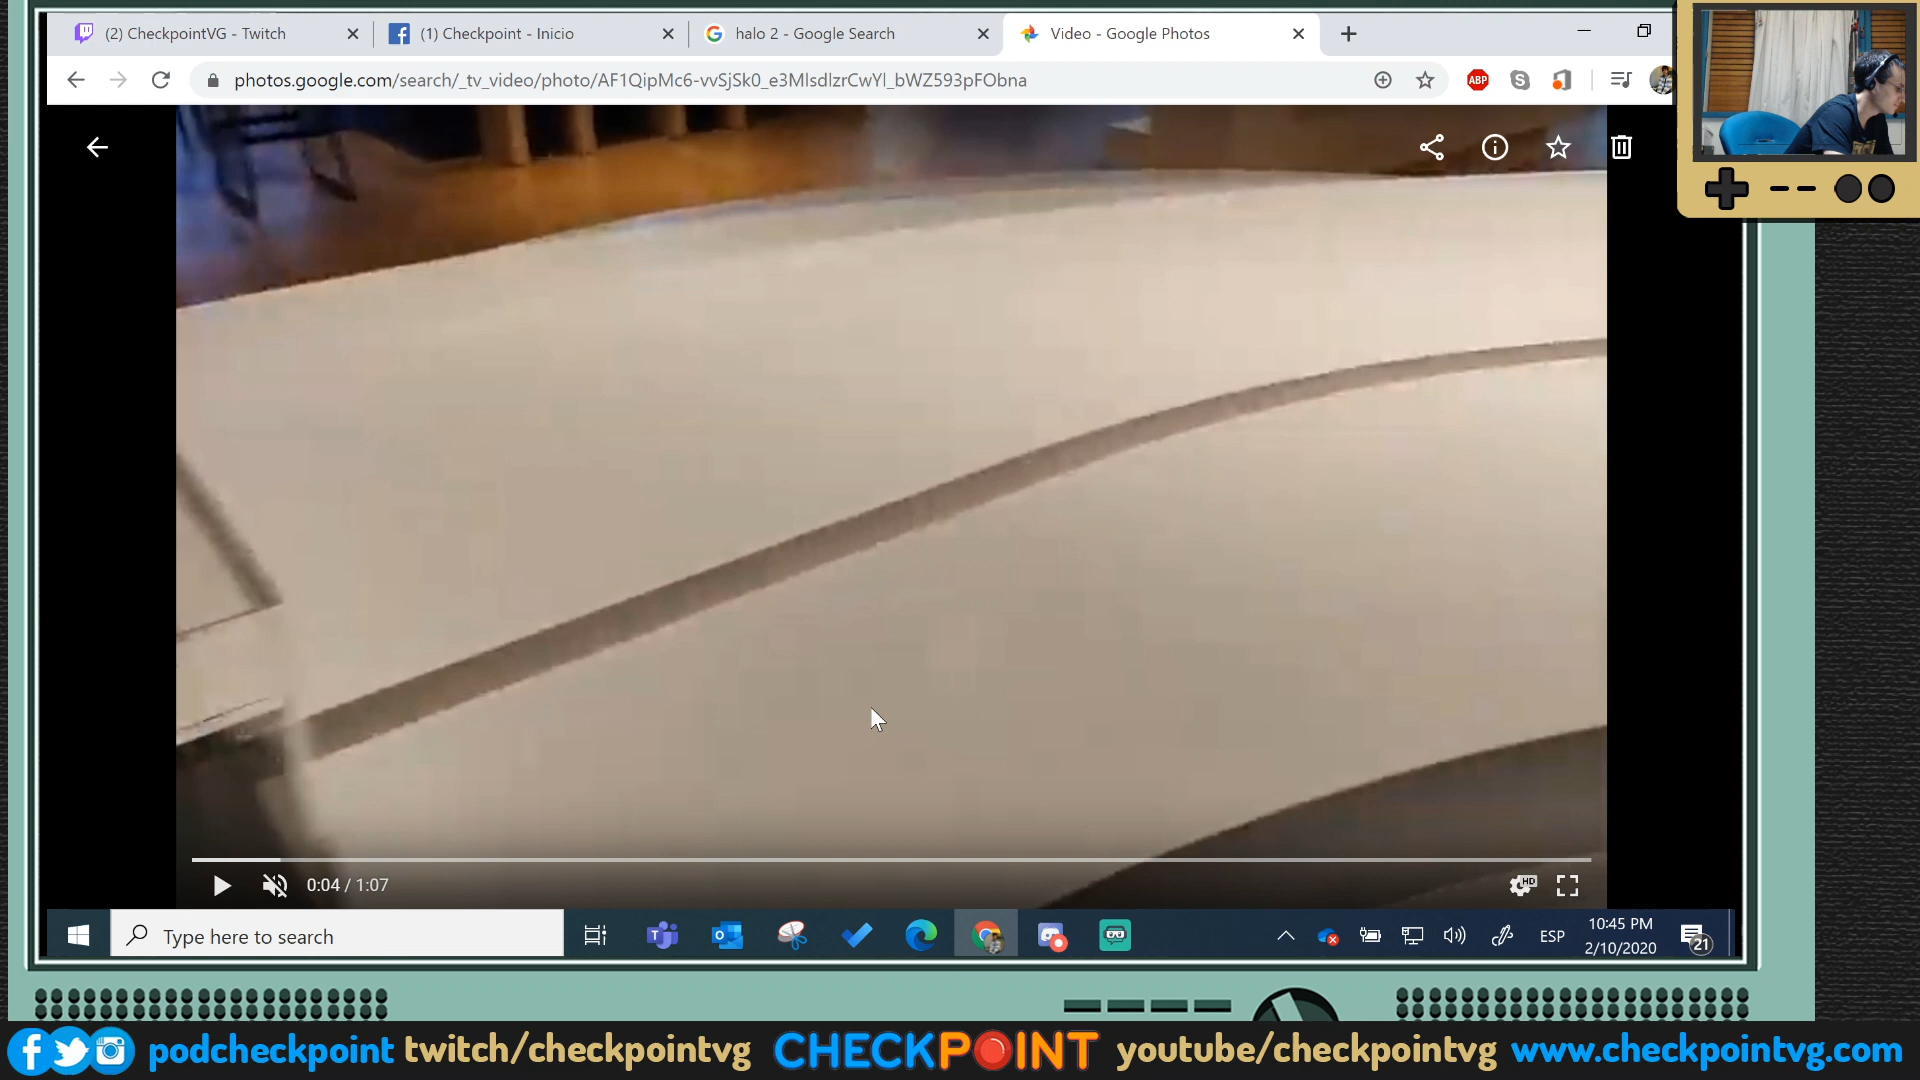 (2) CheckpointVG - Twitch
(1) Checkpoint - Inicio
halo 2 - Google Search
Video - Google Photos
photos.google.com/search/_tv_video/photo/AF1QipMc6-vvSjSk0_e3MlsdlzrCwYl_bWZ593pFObna
ABP
0:04 / 1:07
HD
Type here to search
ESP
10:45 PM
2/10/2020
21
podcheckpoint twitch/checkpointvg CHECKPOINT youtube/checkpointvg www.checkpointvg.com